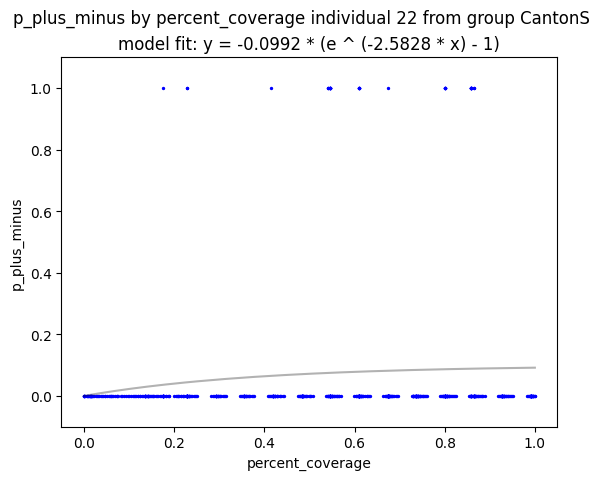 p_plus_minus by percent_coverage individual 22 from group CantonS
model fit: y = -0.0992 * (e ^ (-2.5828 * x) - 1)
1.0
0.8
0.6
0.4
0.2
0.0
p_plus_minus
0.0 0.2 0.4 0.6 0.8 1.0
percent_coverage